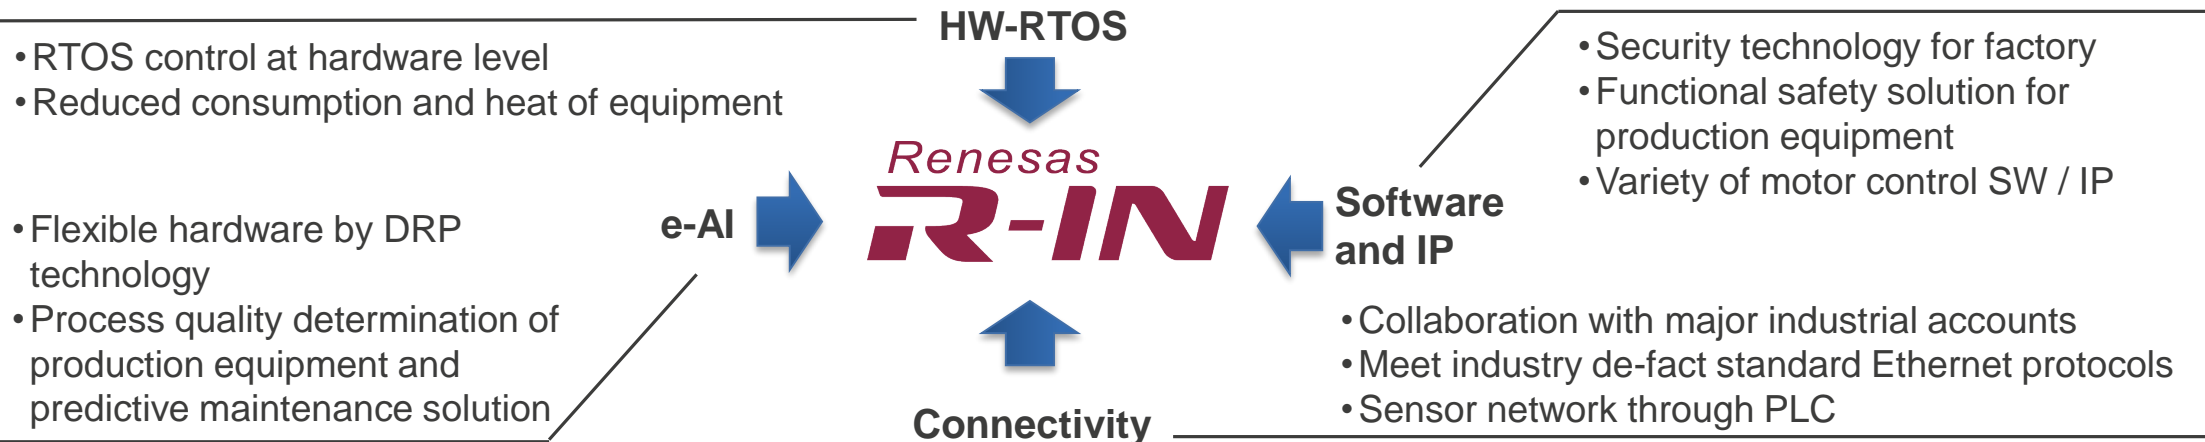 HW-RTOS
•RTOS control at hardware level
•Reduced consumption and heat of equipment
•Security technology for factory
•Functional safety solution for
production equipment
•Variety of motor control SW / IP
Renesas
R-IN
e-AI
Software
and IP
•Flexible hardware by DRP
technology
•Process quality determination of
production equipment and
predictive maintenance solution
•Collaboration with major industrial accounts
•Meet industry de-fact standard Ethernet protocols
•Sensor network through PLC
Connectivity